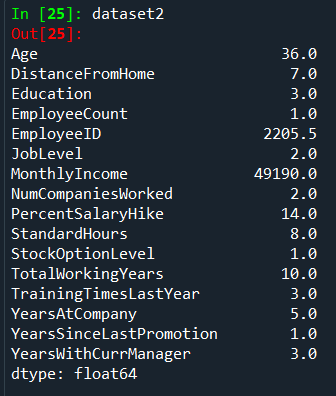 In [25]: dataset2
Out[25]:
Age 36.0
DistanceFromHome 7.0
Education 3.0
EmployeeCount 1.0
EmployeeID 2205.5
JobLevel 2.0
MonthlyIncome 49190.0
NumCompaniesWorked 2.0
PercentSalaryHike 14.0
StandardHours 8.0
StockOptionLevel 1.0
TotalWorkingYears 10.0
TrainingTimesLastYear 3.0
YearsAtCompany 5.0
YearsSinceLastPromotion 1.0
YearsWithCurrManager 3.0
dtype: float64